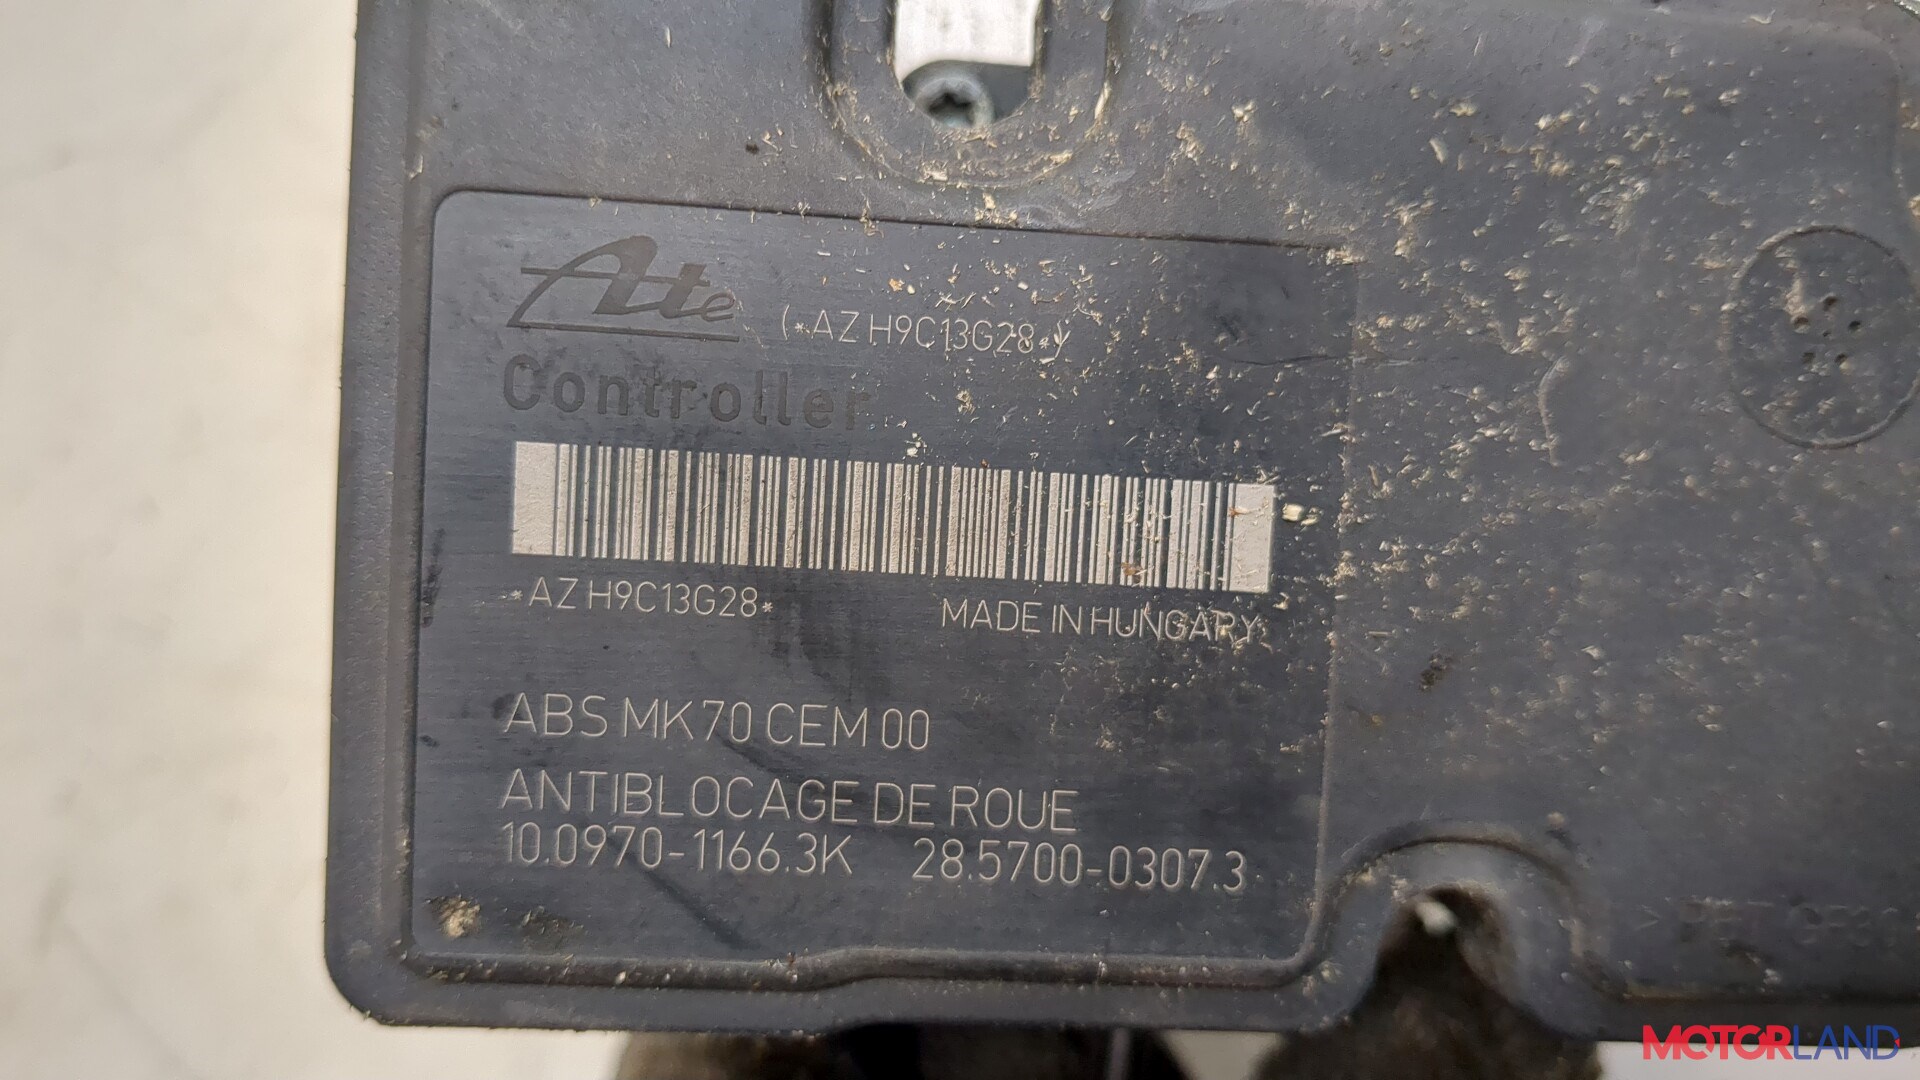 Ate (*AZ H9C13G28*)
Controller
*AZ H9C13G28* MADE IN HUNGARY
ABS MK70 CEM 00
ANTIBLOCAGE DE ROUE
10.0970-1166.3K 28.5700-0307.3
MOTORLAND